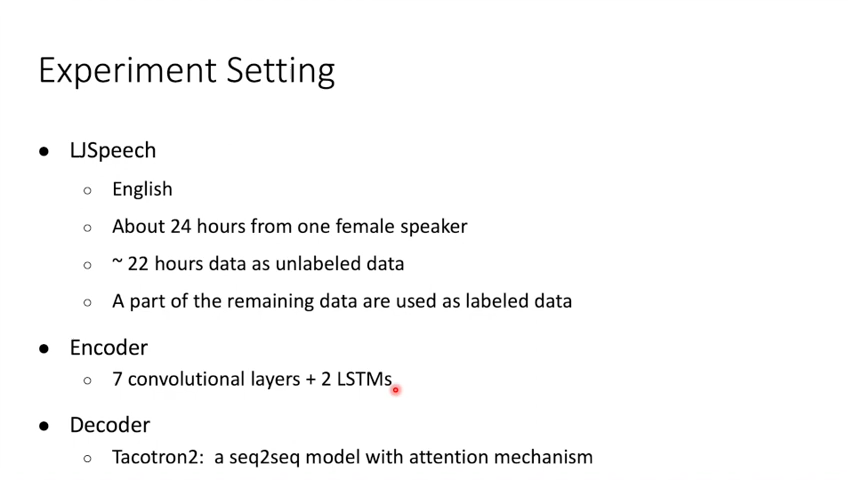 Experiment Setting
● LJSpeech
○ English
○ About 24 hours from one female speaker
○ ~ 22 hours data as unlabeled data
○ A part of the remaining data are used as labeled data
● Encoder
○ 7 convolutional layers + 2 LSTMs
● Decoder
○ Tacotron2: a seq2seq model with attention mechanism